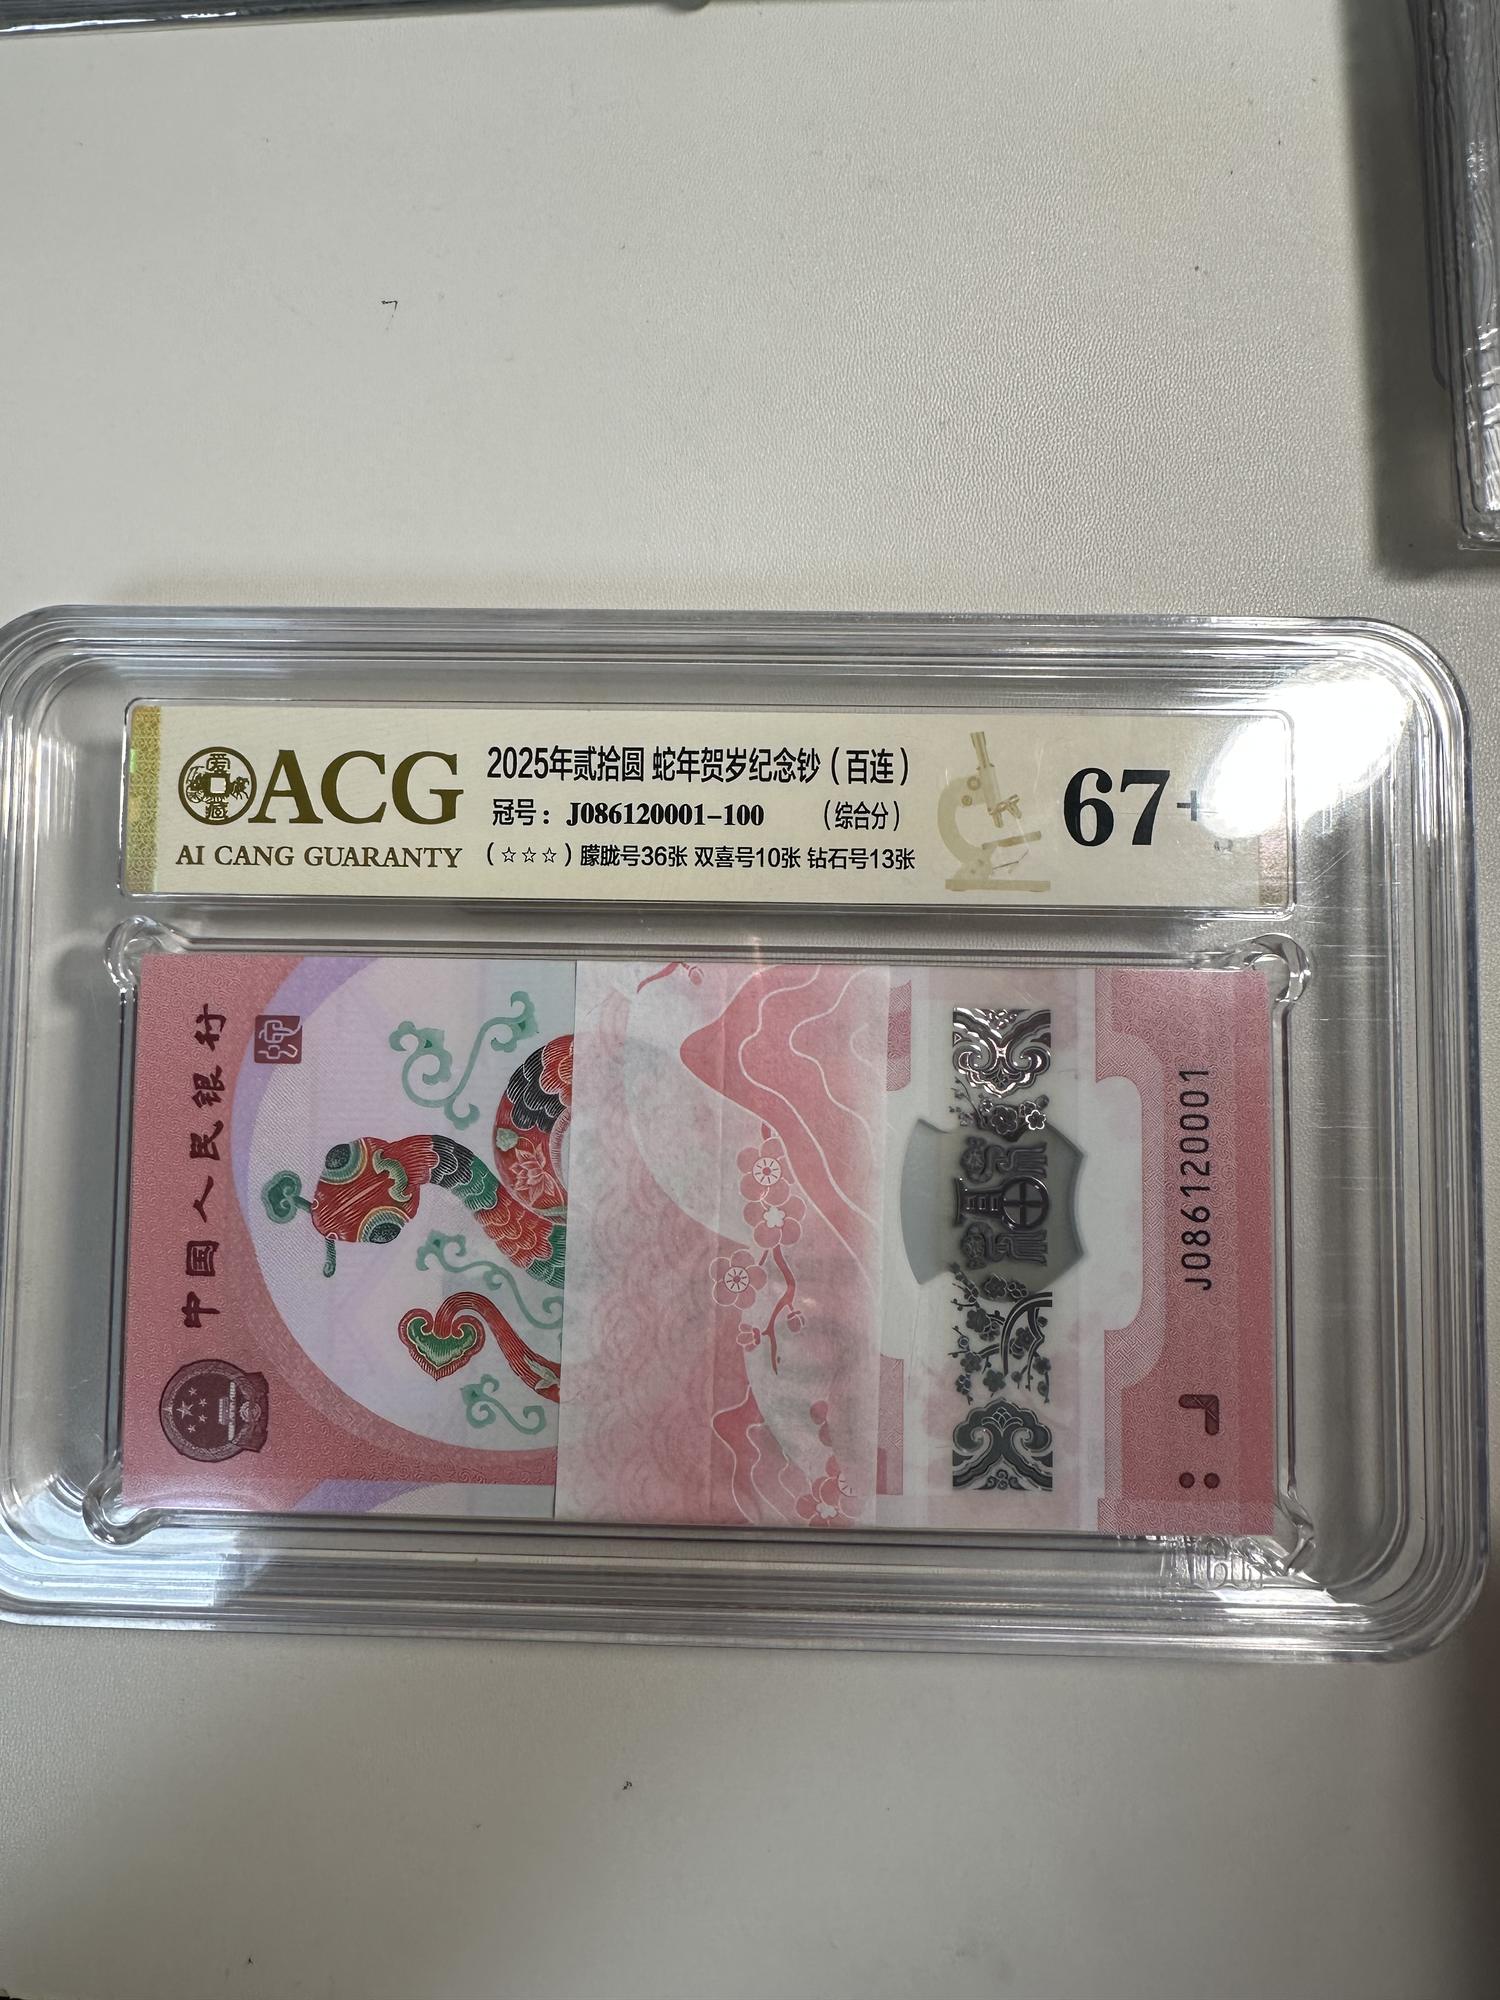 ACG
AI CANG GUARANTY
2025年贰拾圆 蛇年贺岁纪念钞（百连）
冠号：J086120001-100 （综合分）
（☆☆☆）朦胧号36张 双喜号10张 钻石号13张
67+
中国人民银行
J086120001